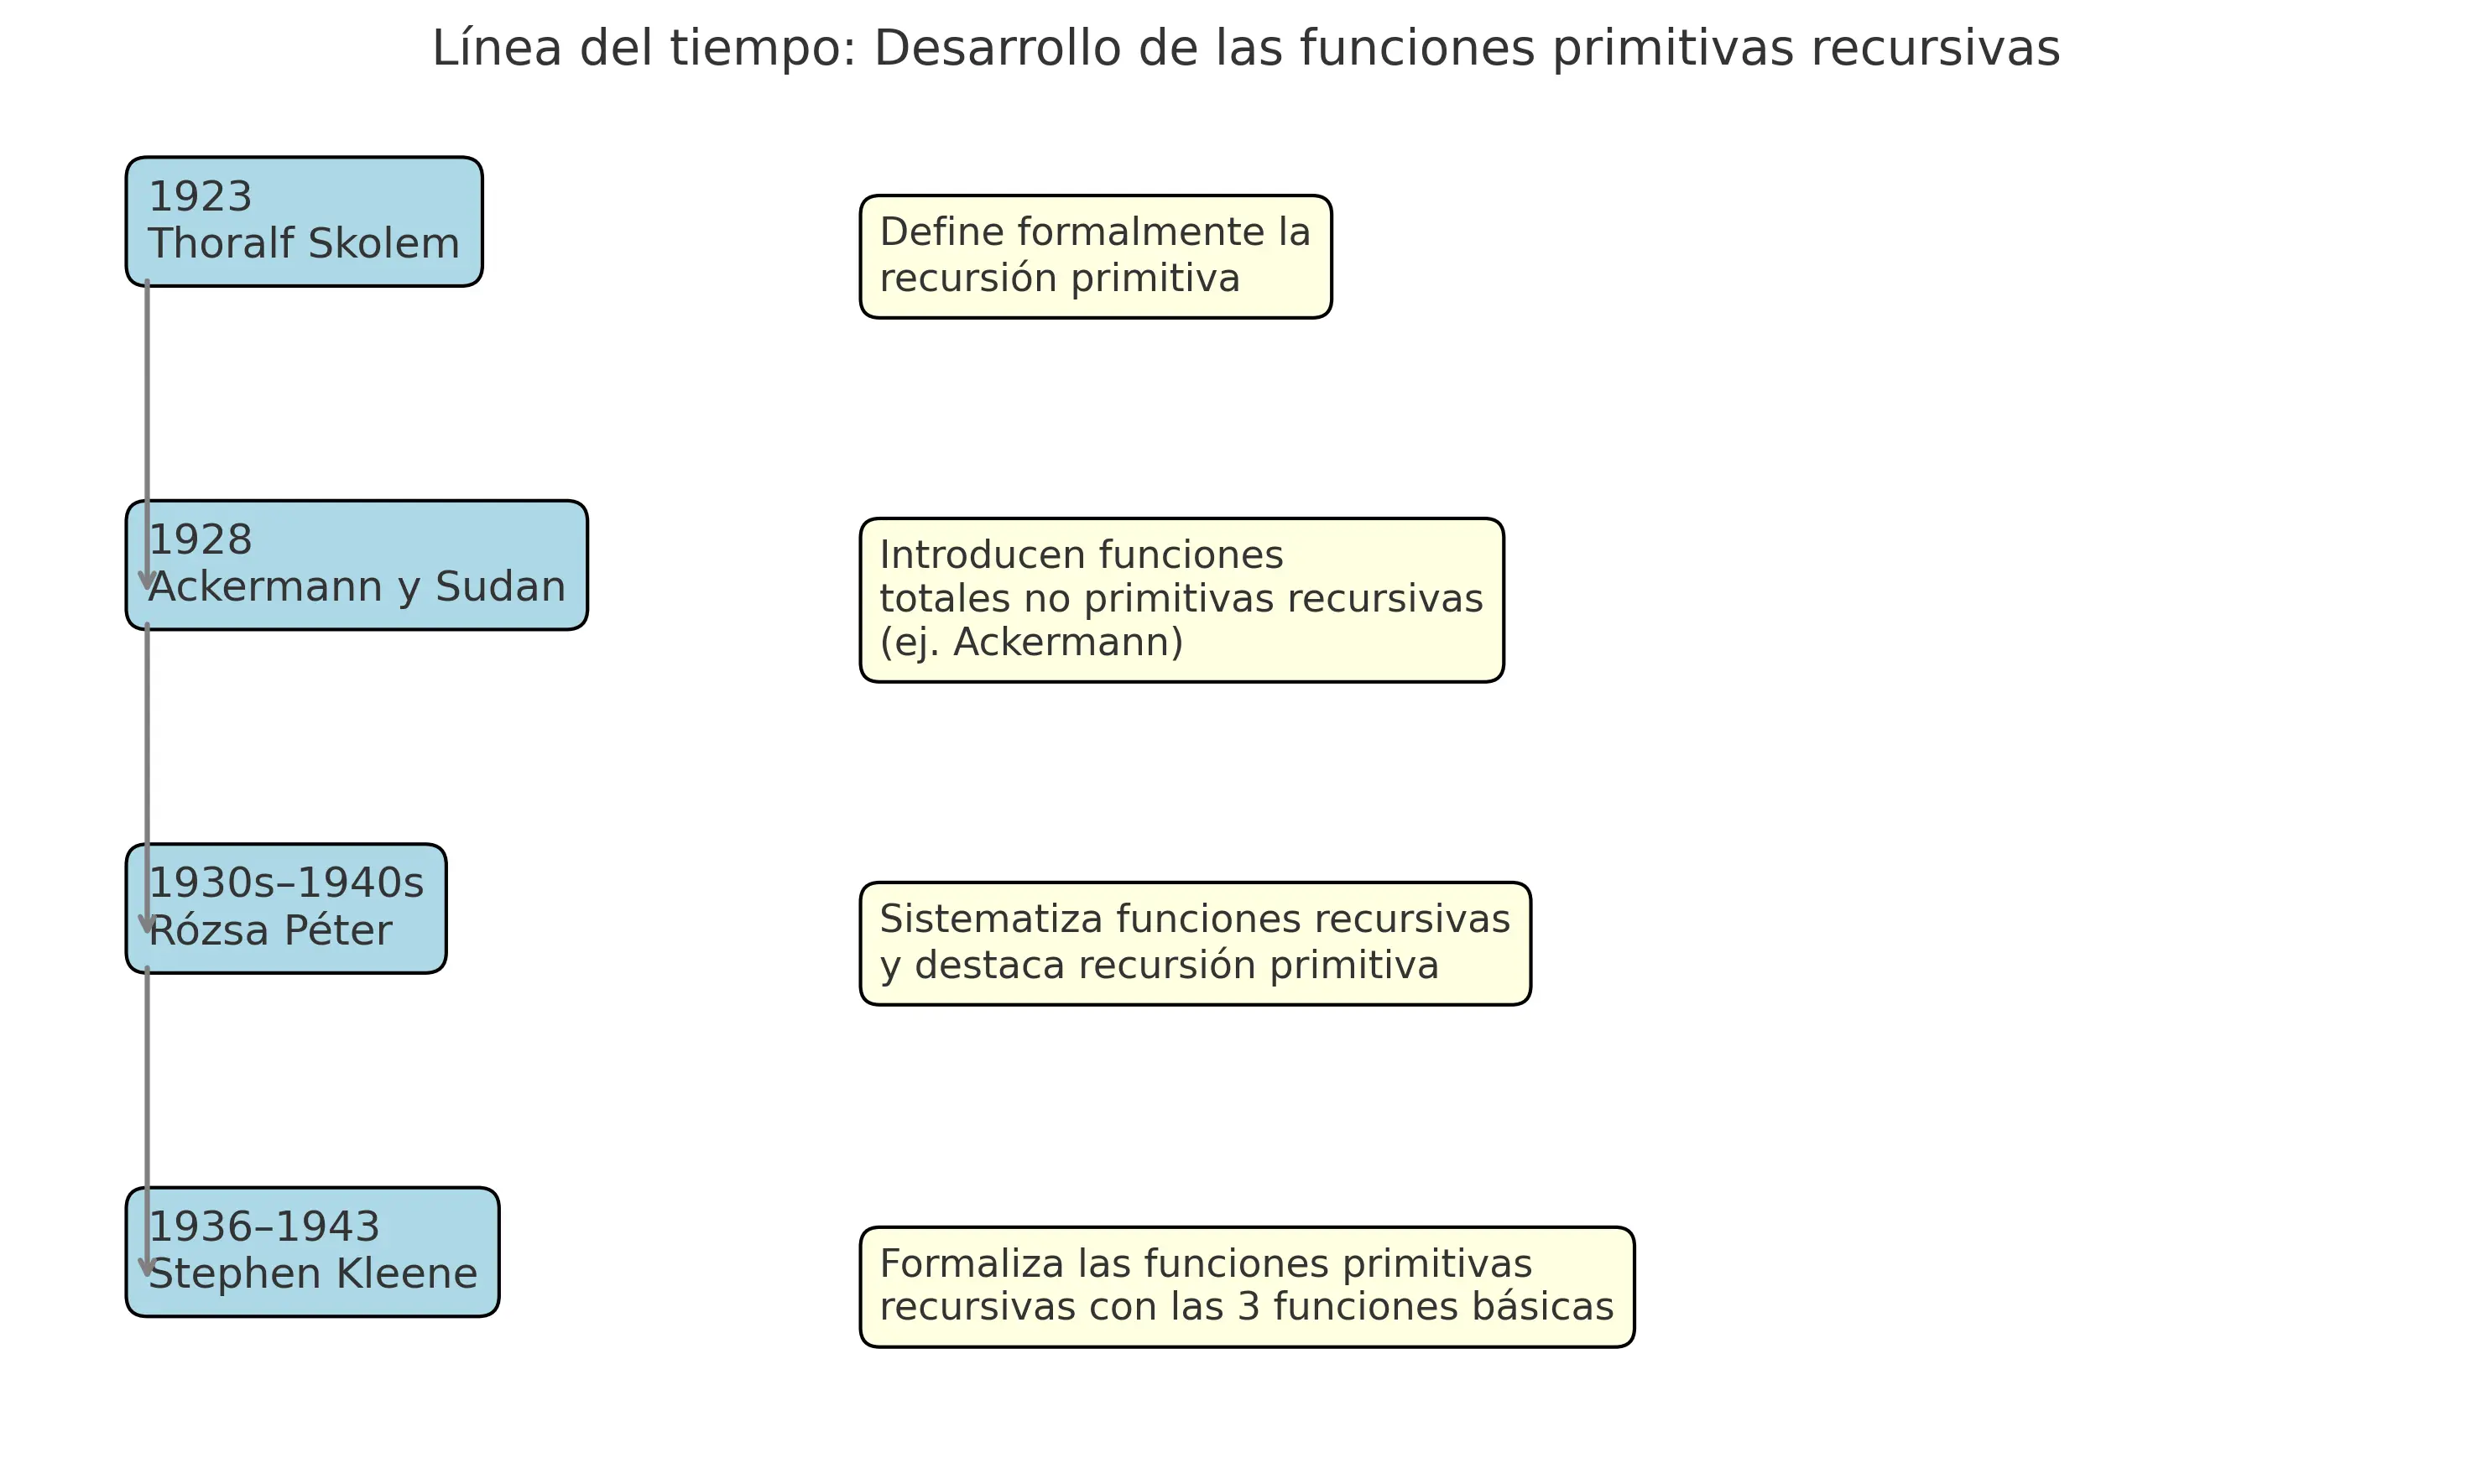 Línea del tiempo: Desarrollo de las funciones primitivas recursivas
1923
Thoralf Skolem
Define formalmente la
recursión primitiva
1928
Ackermann y Sudan
Introducen funciones
totales no primitivas recursivas
(ej. Ackermann)
1930s–1940s
Rózsa Péter
Sistematiza funciones recursivas
y destaca recursión primitiva
1936–1943
Stephen Kleene
Formaliza las funciones primitivas
recursivas con las 3 funciones básicas